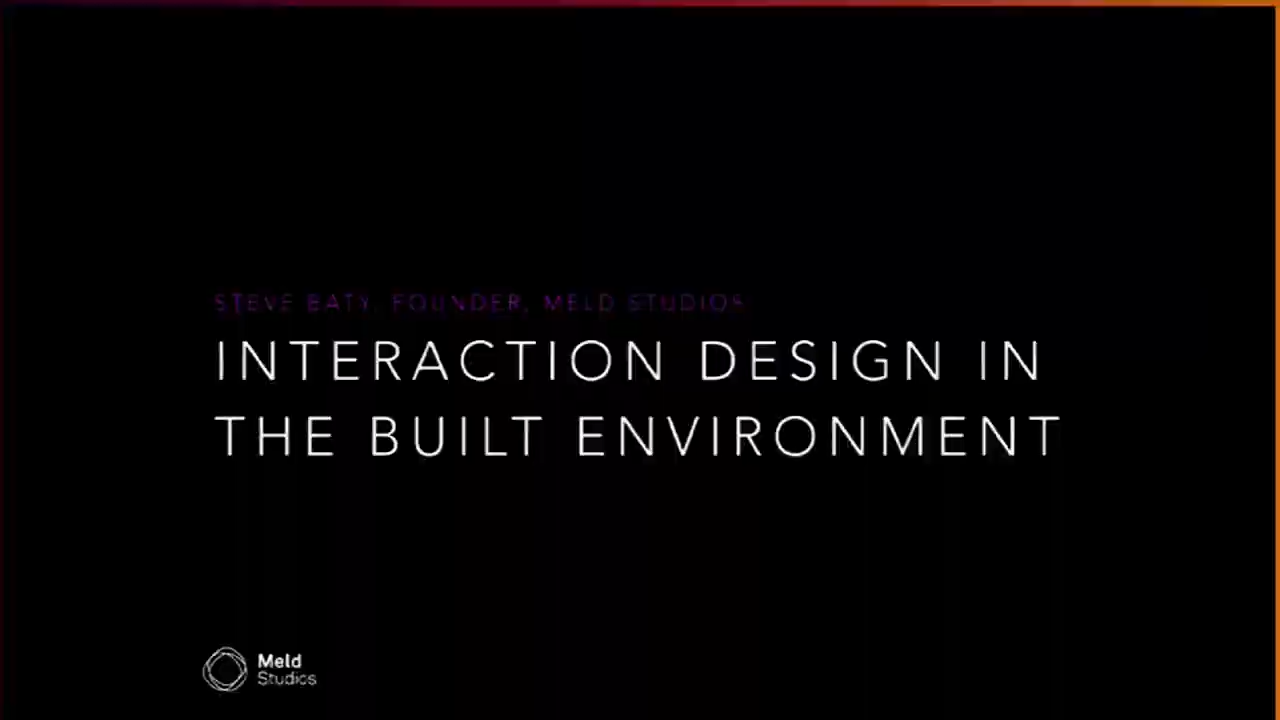 STEVE BATY, FOUNDER, MELD STUDIOS
INTERACTION DESIGN IN
THE BUILT ENVIRONMENT
Meld
Studios